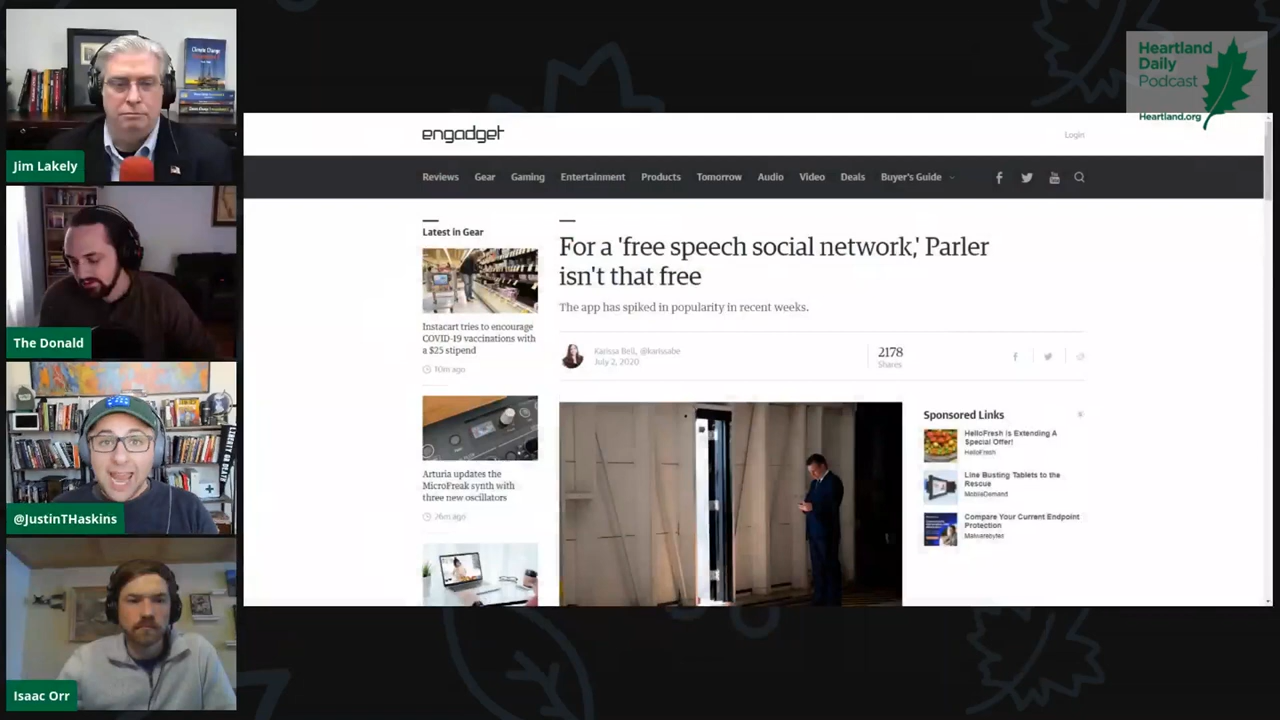 Heartland
Daily
Podcast
Heartland.org
Jim Lakely
The Donald
@JustinTHaskins
LIBERTY OR DEATH
Isaac Orr
Climate Change
engadget
Login
Reviews
Gear
Gaming
Entertainment
Products
Tomorrow
Audio
Video
Deals
Buyer's Guide
Latest in Gear
Instacart tries to encourage
COVID-19 vaccinations with
a $25 stipend
10m ago
Arturia updates the
MicroFreak synth with
three new oscillators
26m ago
For a 'free speech social network,' Parler
isn't that free
The app has spiked in popularity in recent weeks.
Karissa Bell, @karissabe
July 2, 2020
2178
Shares
Sponsored Links
HelloFresh is Extending A
Special Offer!
HelloFresh
Line Busting Tablets to the
Rescue
MobileDemand
Compare Your Current Endpoint
Protection
Malwarebytes